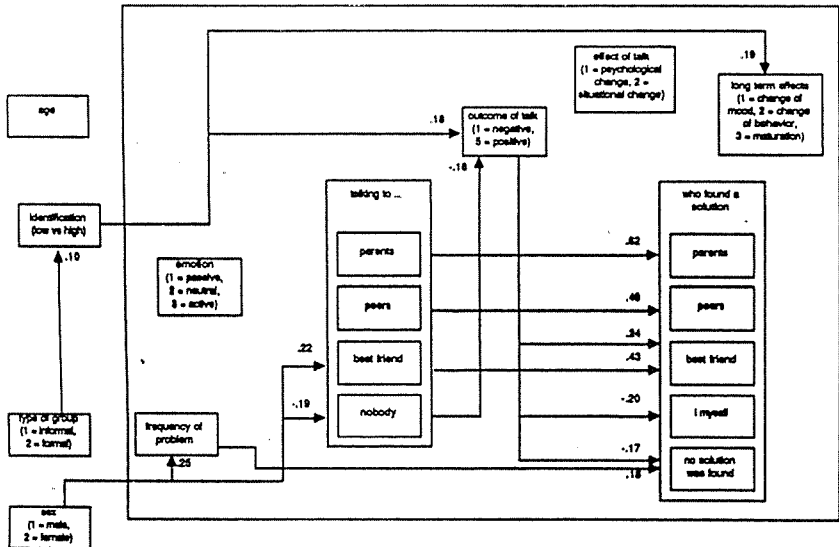 effect of talk
(1 = psychological
change, 2 =
situational change)
.19
long term effects
(1 = change of
mood, 2 = change
of behavior,
3 = maturation)
age
.18
outcome of talk
(1 = negative,
5 = positive)
-.18
talking to ...
who found a
solution
identification
(low vs high)
.10
parents
.62
parents
emotion
(1 = passive,
2 = neutral,
3 = active)
peers
.46
peers
.24
.22
best friend
.43
best friend
-.19
nobody
-.20
I myself
type of group
(1 = informal,
2 = formal)
frequency of
problem
.25
-.17
.18
no solution
was found
sex
(1 = male,
2 = female)